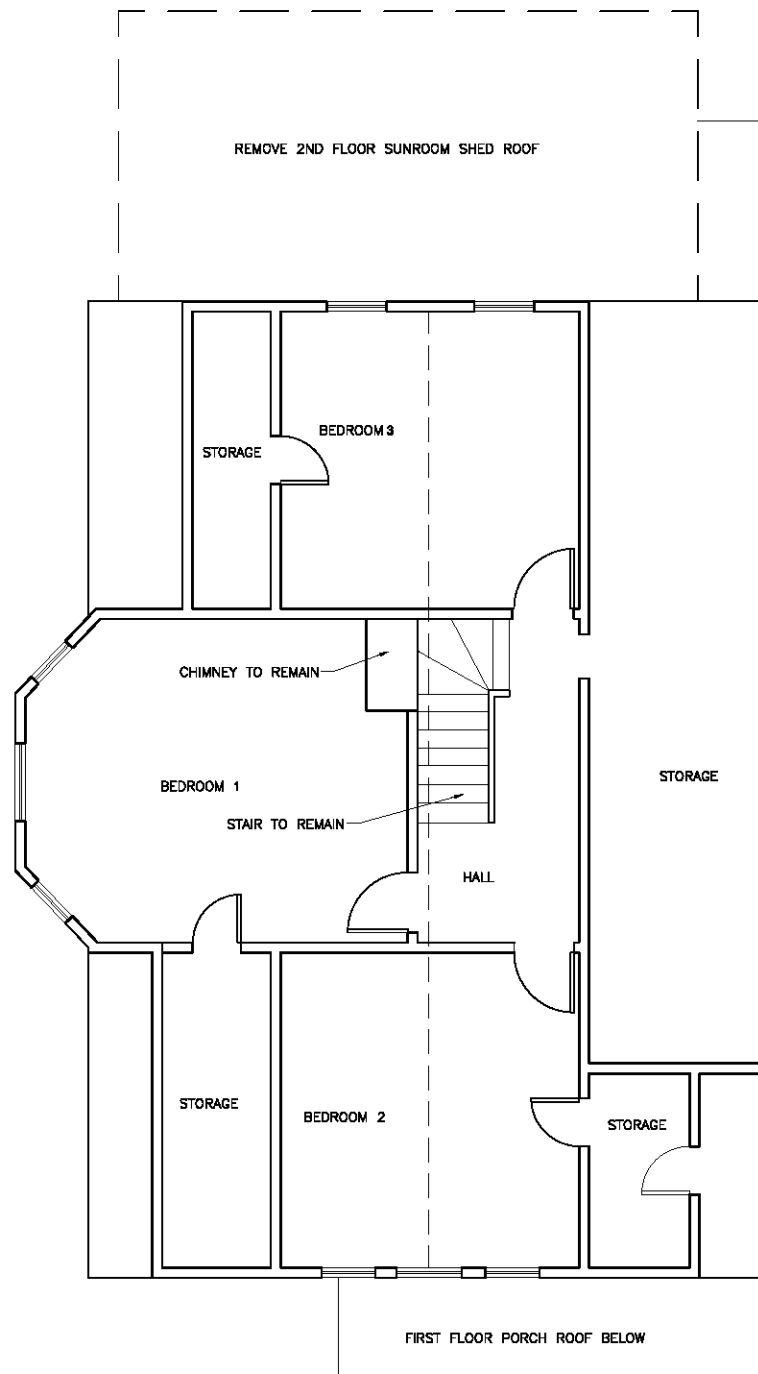 REMOVE 2ND FLOOR SUNROOM SHED ROOF
BEDROOM 3
STORAGE
CHIMNEY TO REMAIN
STORAGE
BEDROOM 1
STAIR TO REMAIN
HALL
STORAGE
BEDROOM 2
STORAGE
FIRST FLOOR PORCH ROOF BELOW